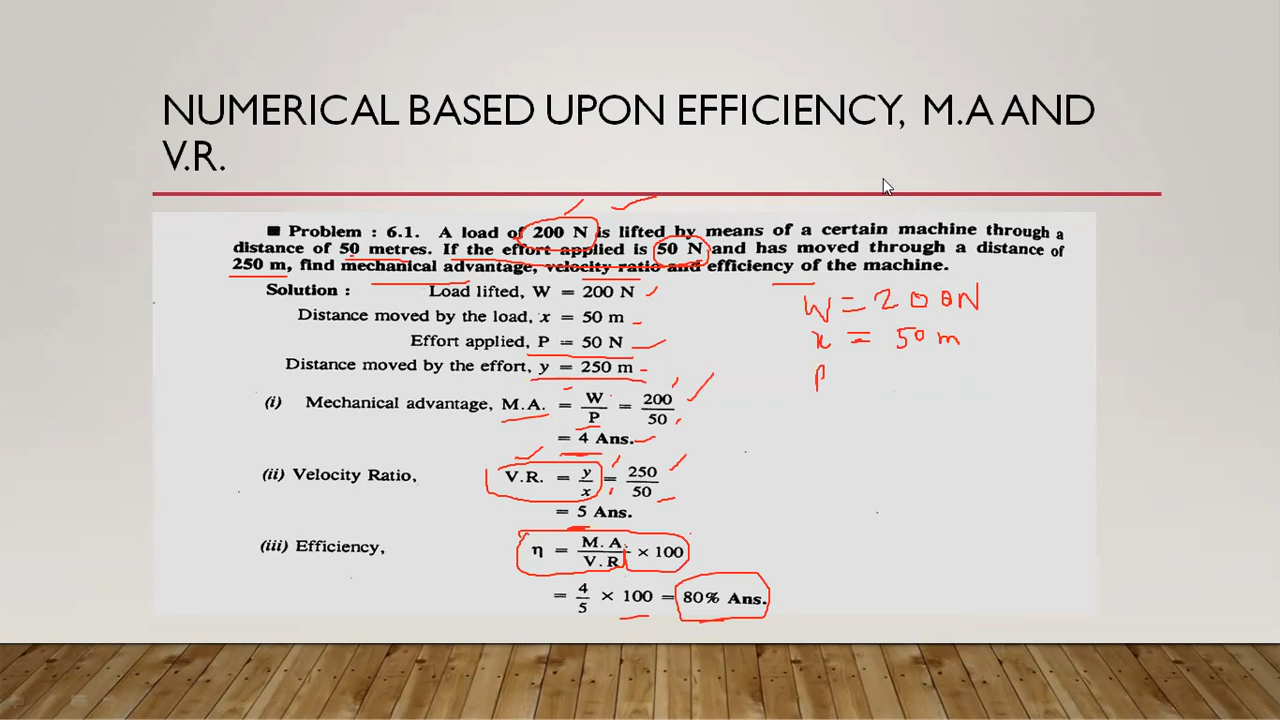 NUMERICAL BASED UPON EFFICIENCY, M.A AND
V.R.
■ Problem : 6.1. A load of 200 N is lifted by means of a certain machine through a
distance of 50 metres. If the effort applied is 50 N and has moved through a distance of
250 m, find mechanical advantage, velocity ratio and efficiency of the machine.
Solution : Load lifted, W = 200 N
W = 200N
Distance moved by the load, x = 50 m
x = 50 m
Effort applied, P = 50 N
Distance moved by the effort, y = 250 m
P
(i) Mechanical advantage, M.A. = W/P = 200/50
= 4 Ans.
(ii) Velocity Ratio, V.R. = y/x = 250/50
= 5 Ans.
(iii) Efficiency, η = M.A./V.R × 100
= 4/5 × 100 = 80% Ans.